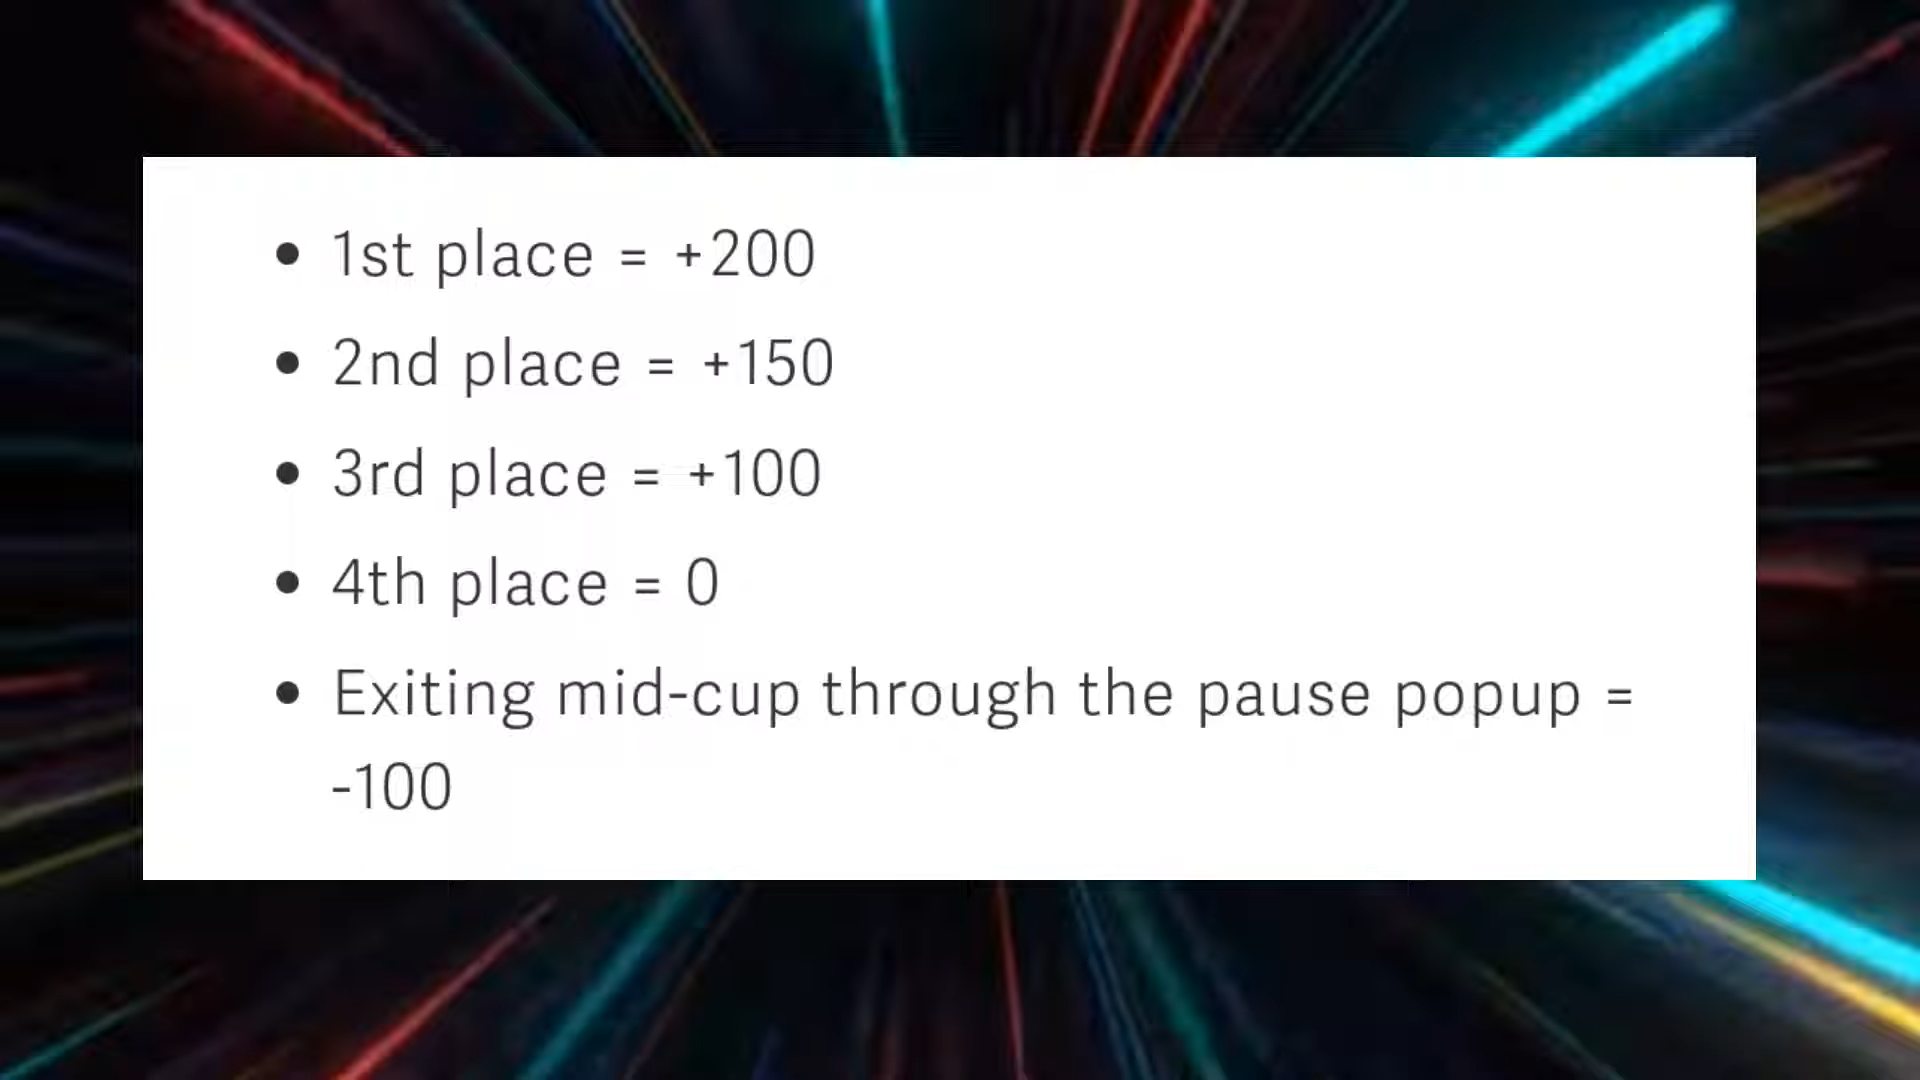 • 1st place = +200
• 2nd place = +150
• 3rd place = +100
• 4th place = 0
• Exiting mid-cup through the pause popup =
-100